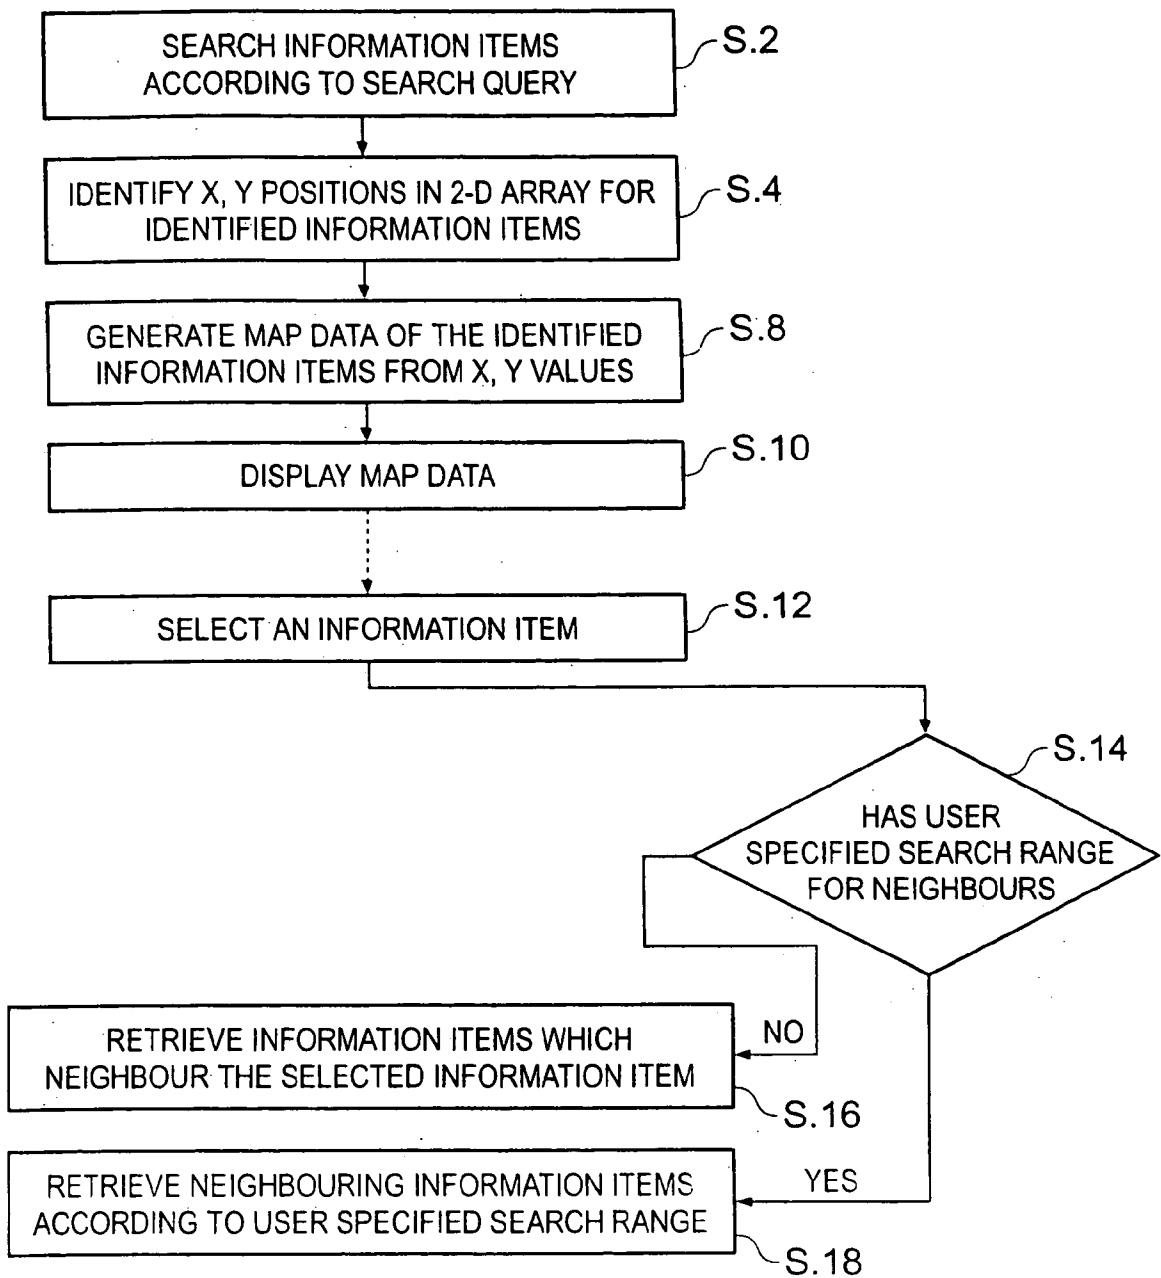 SEARCH INFORMATION ITEMS
ACCORDING TO SEARCH QUERY
S.2
IDENTIFY X, Y POSITIONS IN 2-D ARRAY FOR
IDENTIFIED INFORMATION ITEMS
S.4
GENERATE MAP DATA OF THE IDENTIFIED
INFORMATION ITEMS FROM X, Y VALUES
S.8
DISPLAY MAP DATA
S.10
SELECT AN INFORMATION ITEM
S.12
HAS USER
SPECIFIED SEARCH RANGE
FOR NEIGHBOURS
S.14
NO
RETRIEVE INFORMATION ITEMS WHICH
NEIGHBOUR THE SELECTED INFORMATION ITEM
S.16
YES
RETRIEVE NEIGHBOURING INFORMATION ITEMS
ACCORDING TO USER SPECIFIED SEARCH RANGE
S.18